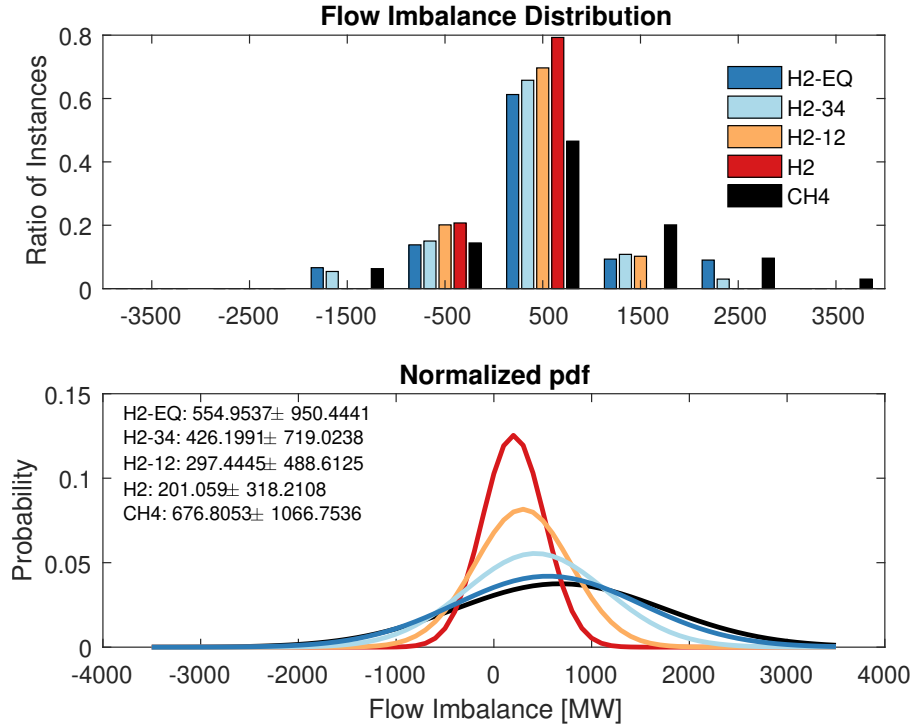 Flow Imbalance Distribution
0.8
0.6
0.4
0.2
0
Ratio of Instances
H2-EQ
H2-34
H2-12
H2
CH4
-3500 -2500 -1500 -500 500 1500 2500 3500
Normalized pdf
0.15
0.1
0.05
0
Probability
H2-EQ: 554.9537± 950.4441
H2-34: 426.1991± 719.0238
H2-12: 297.4445± 488.6125
H2: 201.059± 318.2108
CH4: 676.8053± 1066.7536
-4000 -3000 -2000 -1000 0 1000 2000 3000 4000
Flow Imbalance [MW]